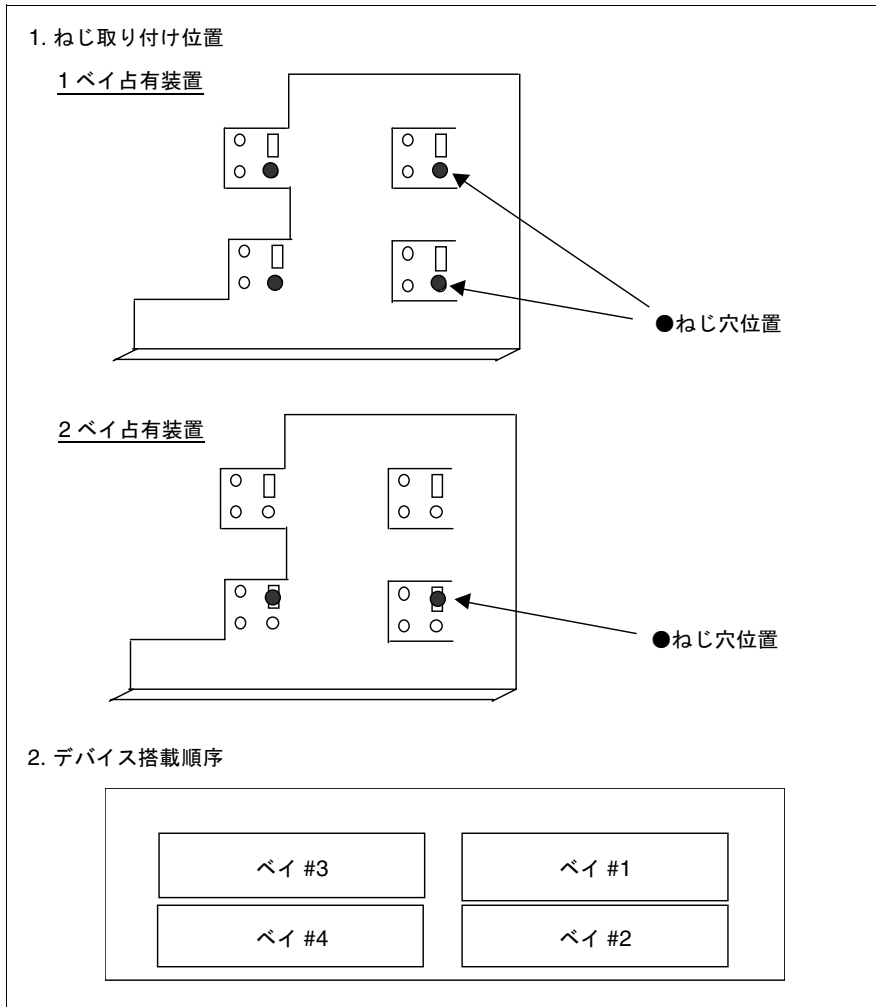 1. ねじ取り付け位置
1 ベイ占有装置
●ねじ穴位置
2 ベイ占有装置
●ねじ穴位置
2. デバイス搭載順序
ベイ #3
ベイ #1
ベイ #4
ベイ #2